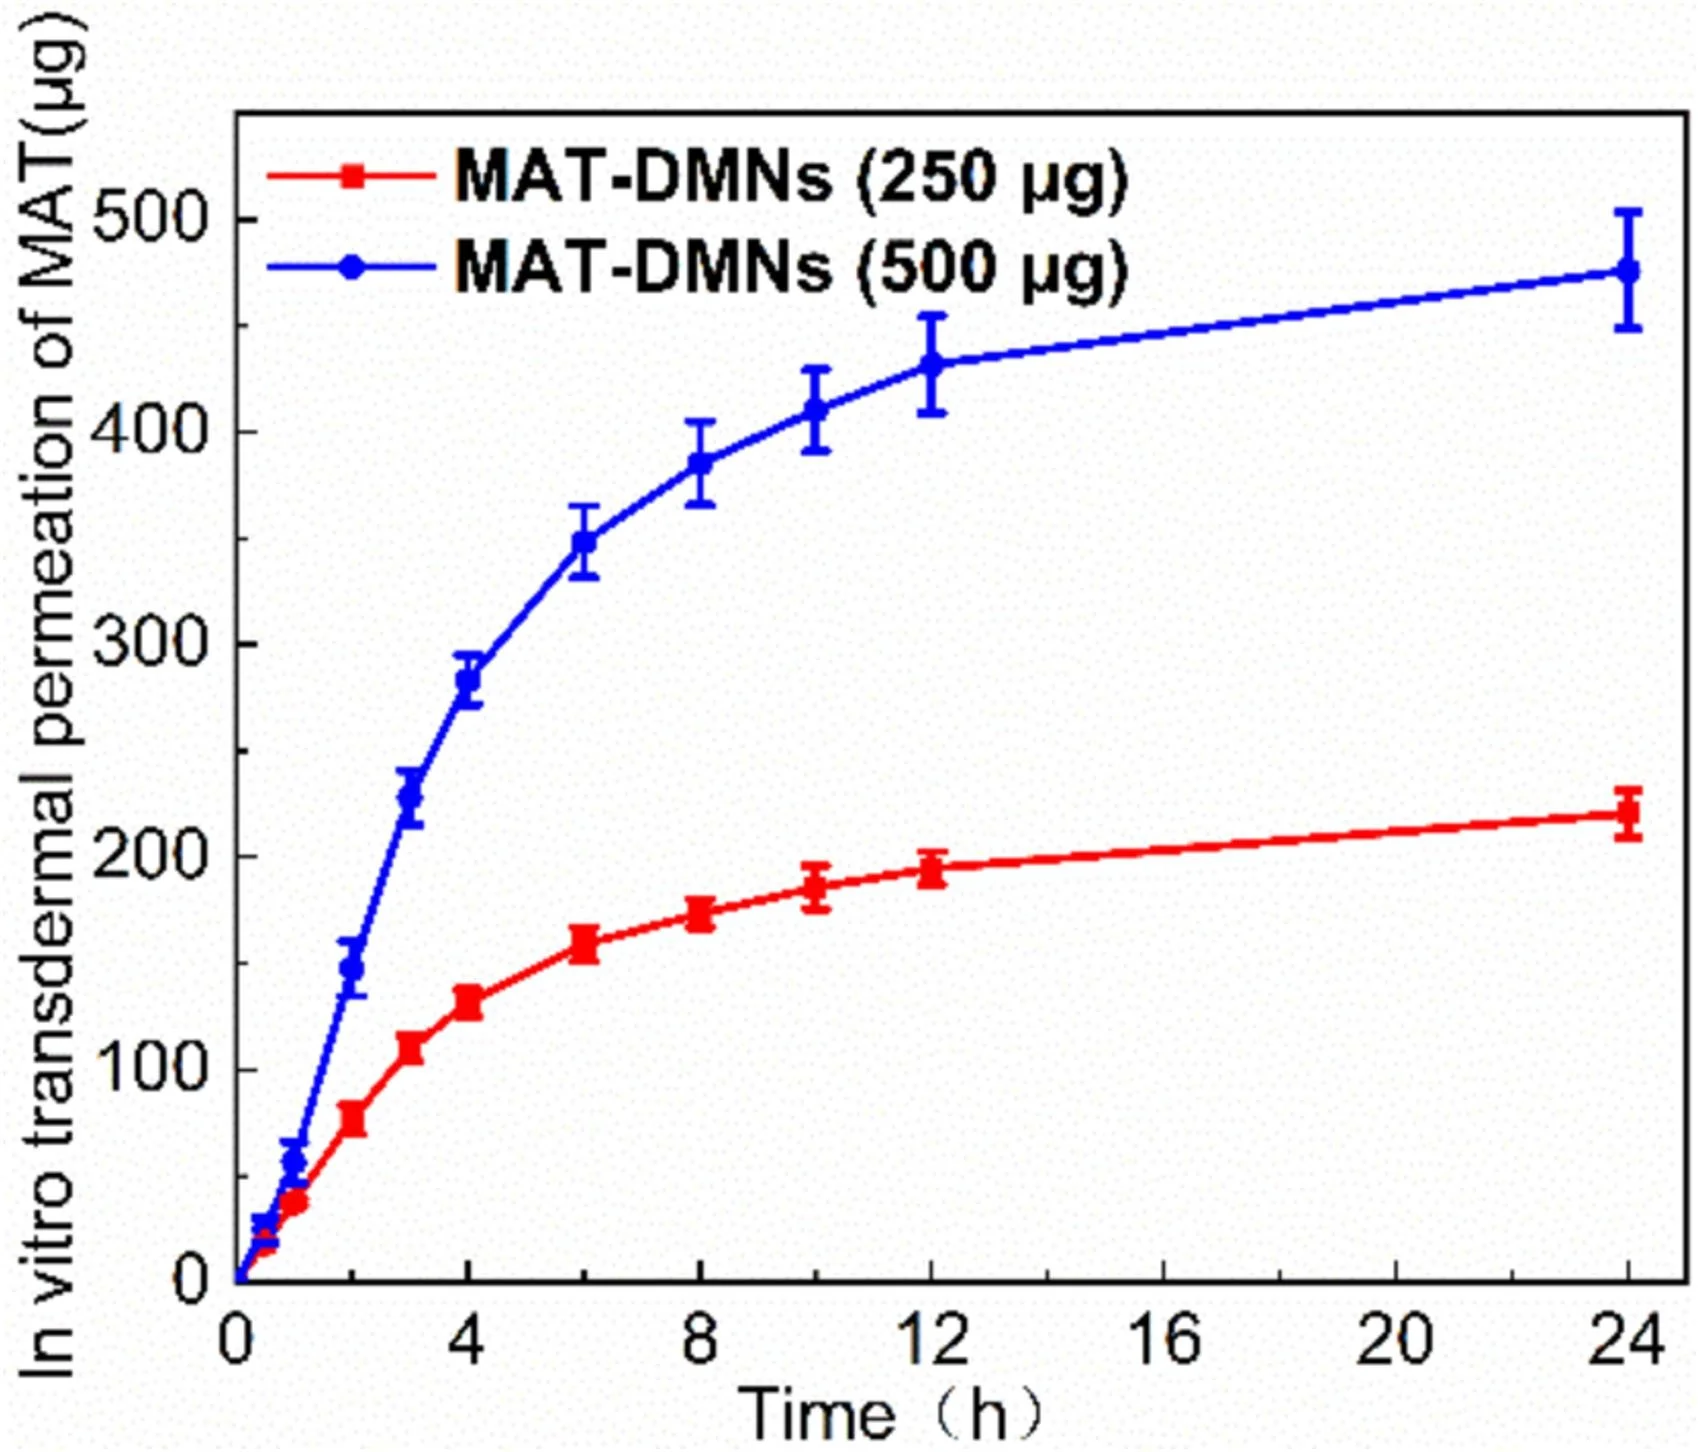 In vitro transdermal permeation of MAT(μg)
MAT-DMNs (250 μg)
MAT-DMNs (500 μg)
500
400
300
200
100
0
0 4 8 12 16 20 24
Time（h）